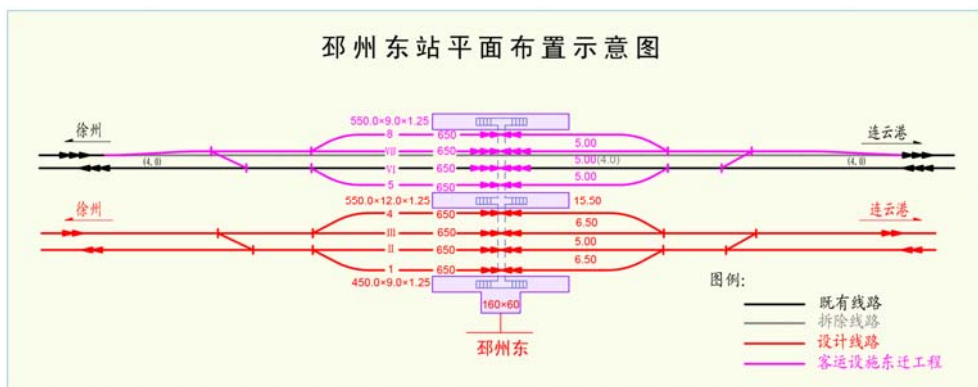 邳州东站平面布置示意图
550.0×9.0×1.25
徐州
连云港
8 650
5.00
VII 650
(4.0)
5.00(4.0)
(4.0)
VI 650
5.00
5 650
550.0×12.0×1.25
15.50
徐州
连云港
4 650
6.50
III 650
5.00
II 650
6.50
1 650
450.0×9.0×1.25
160×60
邳州东
图例:
既有线路
拆除线路
设计线路
客运设施东迁工程